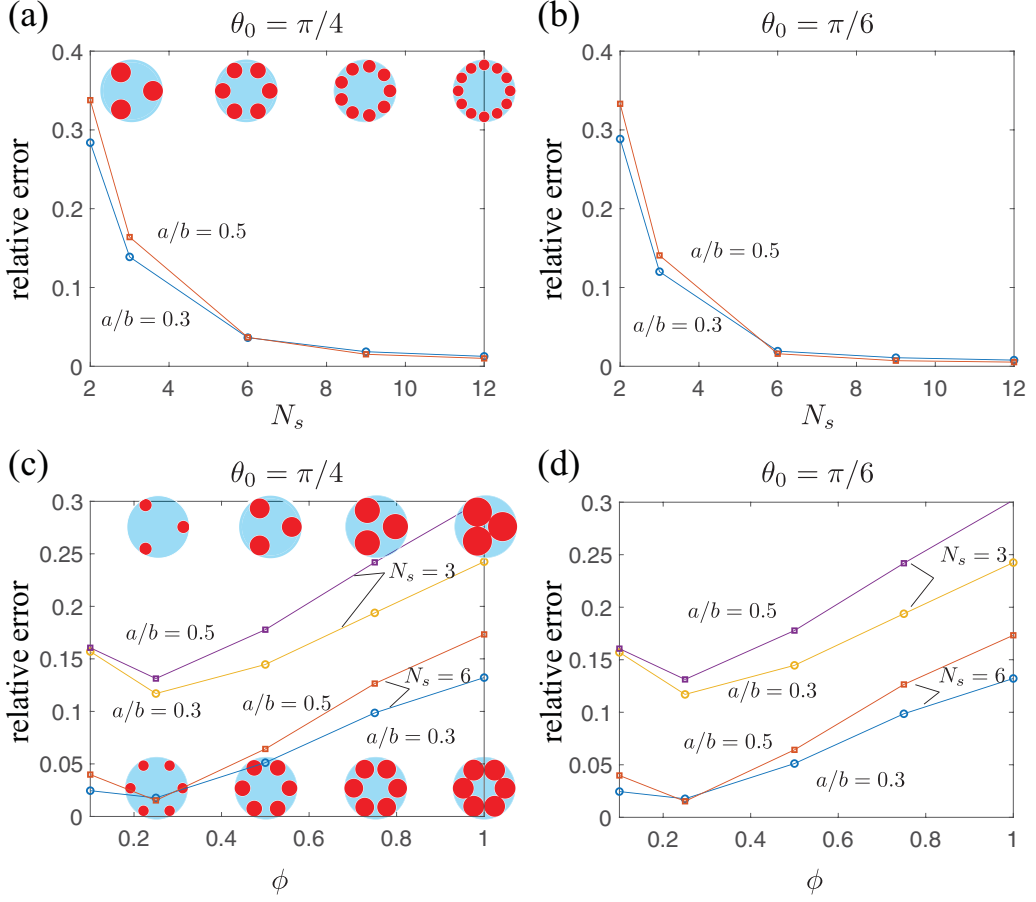 (a)
θ₀ = π/4
relative error
0.4
0.3
0.2
0.1
0
a/b = 0.5
a/b = 0.3
2 4 6 8 10 12
Nₛ
(b)
θ₀ = π/6
relative error
0.4
0.3
0.2
0.1
0
a/b = 0.5
a/b = 0.3
2 4 6 8 10 12
Nₛ
(c)
θ₀ = π/4
relative error
0.3
0.25
0.2
0.15
0.1
0.05
0
Nₛ = 3
a/b = 0.5
a/b = 0.3
Nₛ = 6
a/b = 0.5
a/b = 0.3
0.2 0.4 0.6 0.8 1
ϕ
(d)
θ₀ = π/6
relative error
0.3
0.25
0.2
0.15
0.1
0.05
0
Nₛ = 3
a/b = 0.5
a/b = 0.3
Nₛ = 6
a/b = 0.5
a/b = 0.3
0.2 0.4 0.6 0.8 1
ϕ